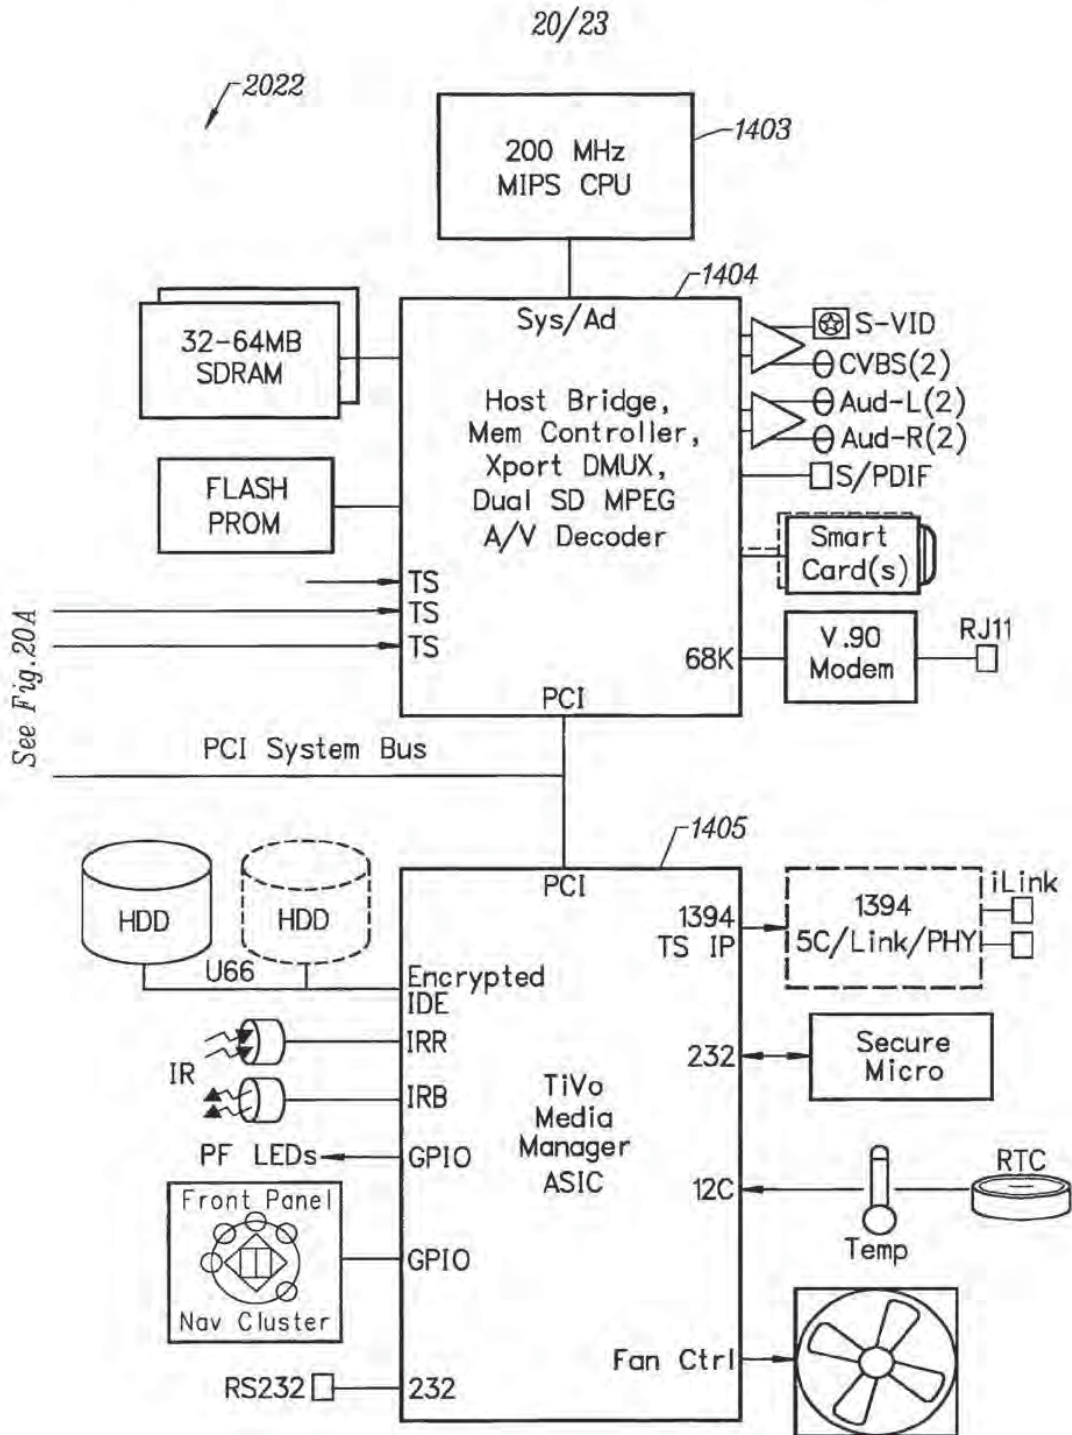 20/23
2022
200 MHz
MIPS CPU
1403
1404
Sys/Ad
32-64MB
SDRAM
FLASH
PROM
Host Bridge,
Mem Controller,
Xport DMUX,
Dual SD MPEG
A/V Decoder
S-VID
CVBS(2)
Aud-L(2)
Aud-R(2)
S/PDIF
Smart
Card(s)
TS
TS
TS
See Fig.20A
68K
V.90
Modem
RJ11
PCI
PCI System Bus
1405
PCI
HDD
HDD
U66
Encrypted
IDE
1394
TS IP
1394
5C/Link/PHY
iLink
IR
IRR
IRB
232
Secure
Micro
TiVo
Media
Manager
ASIC
PF LEDs
GPIO
12C
Temp
RTC
Front Panel
Nav Cluster
GPIO
Fan Ctrl
RS232
232